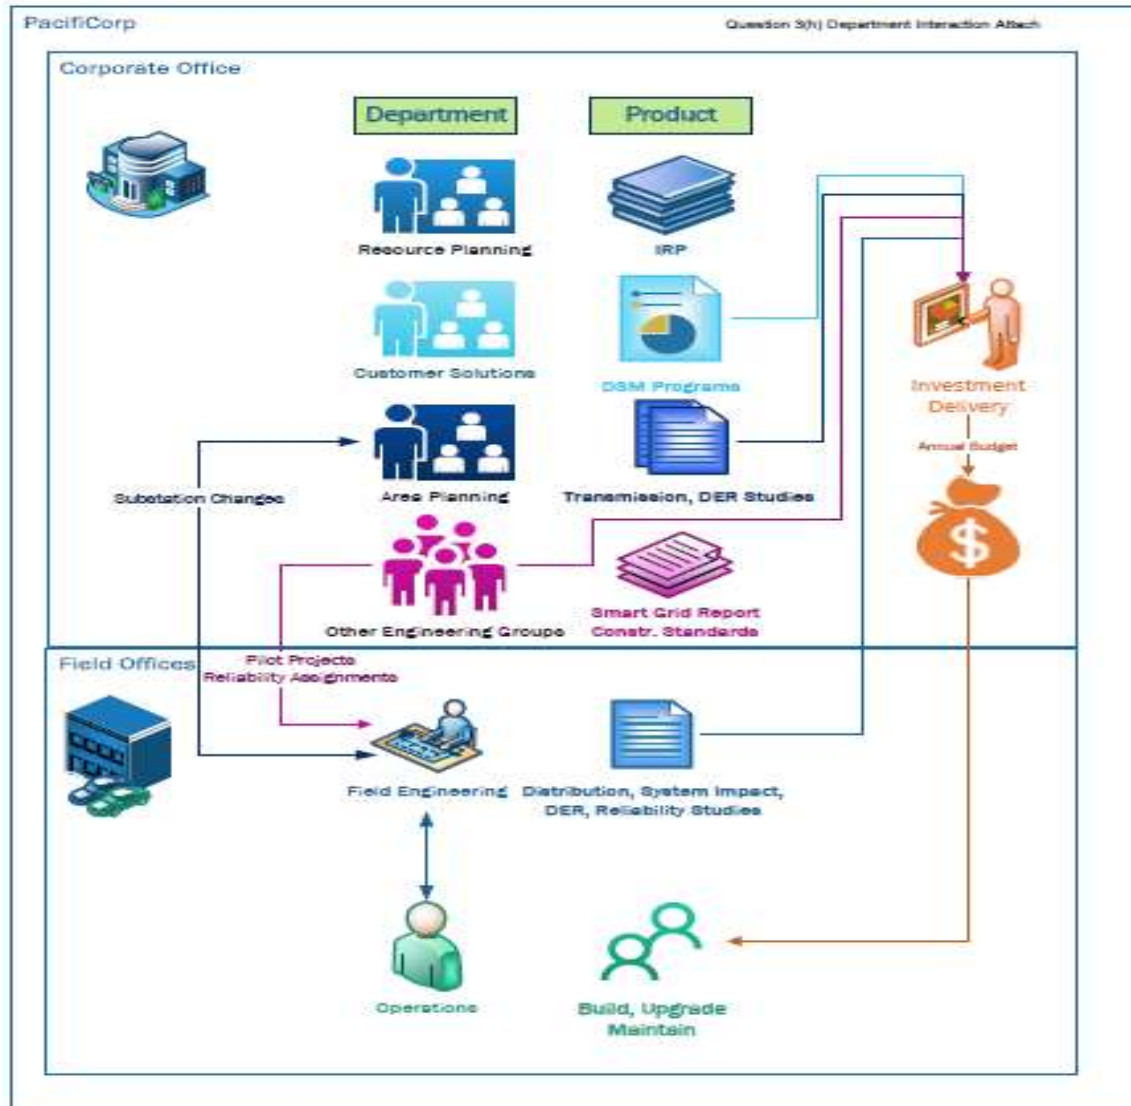 PacifiCorp
Question 3(h) Department Interaction Attach
Corporate Office
Department
Product
Resource Planning
IRP
Customer Solutions
DSM Programs
Investment
Delivery
Annual Budget
Substation Changes
Area Planning
Transmission, DER Studies
$
Other Engineering Groups
Smart Grid Report
Constr. Standards
Field Offices
Pilot Projects
Reliability Assignments
Field Engineering
Distribution, System Impact,
DER, Reliability Studies
Operations
Build, Upgrade
Maintain